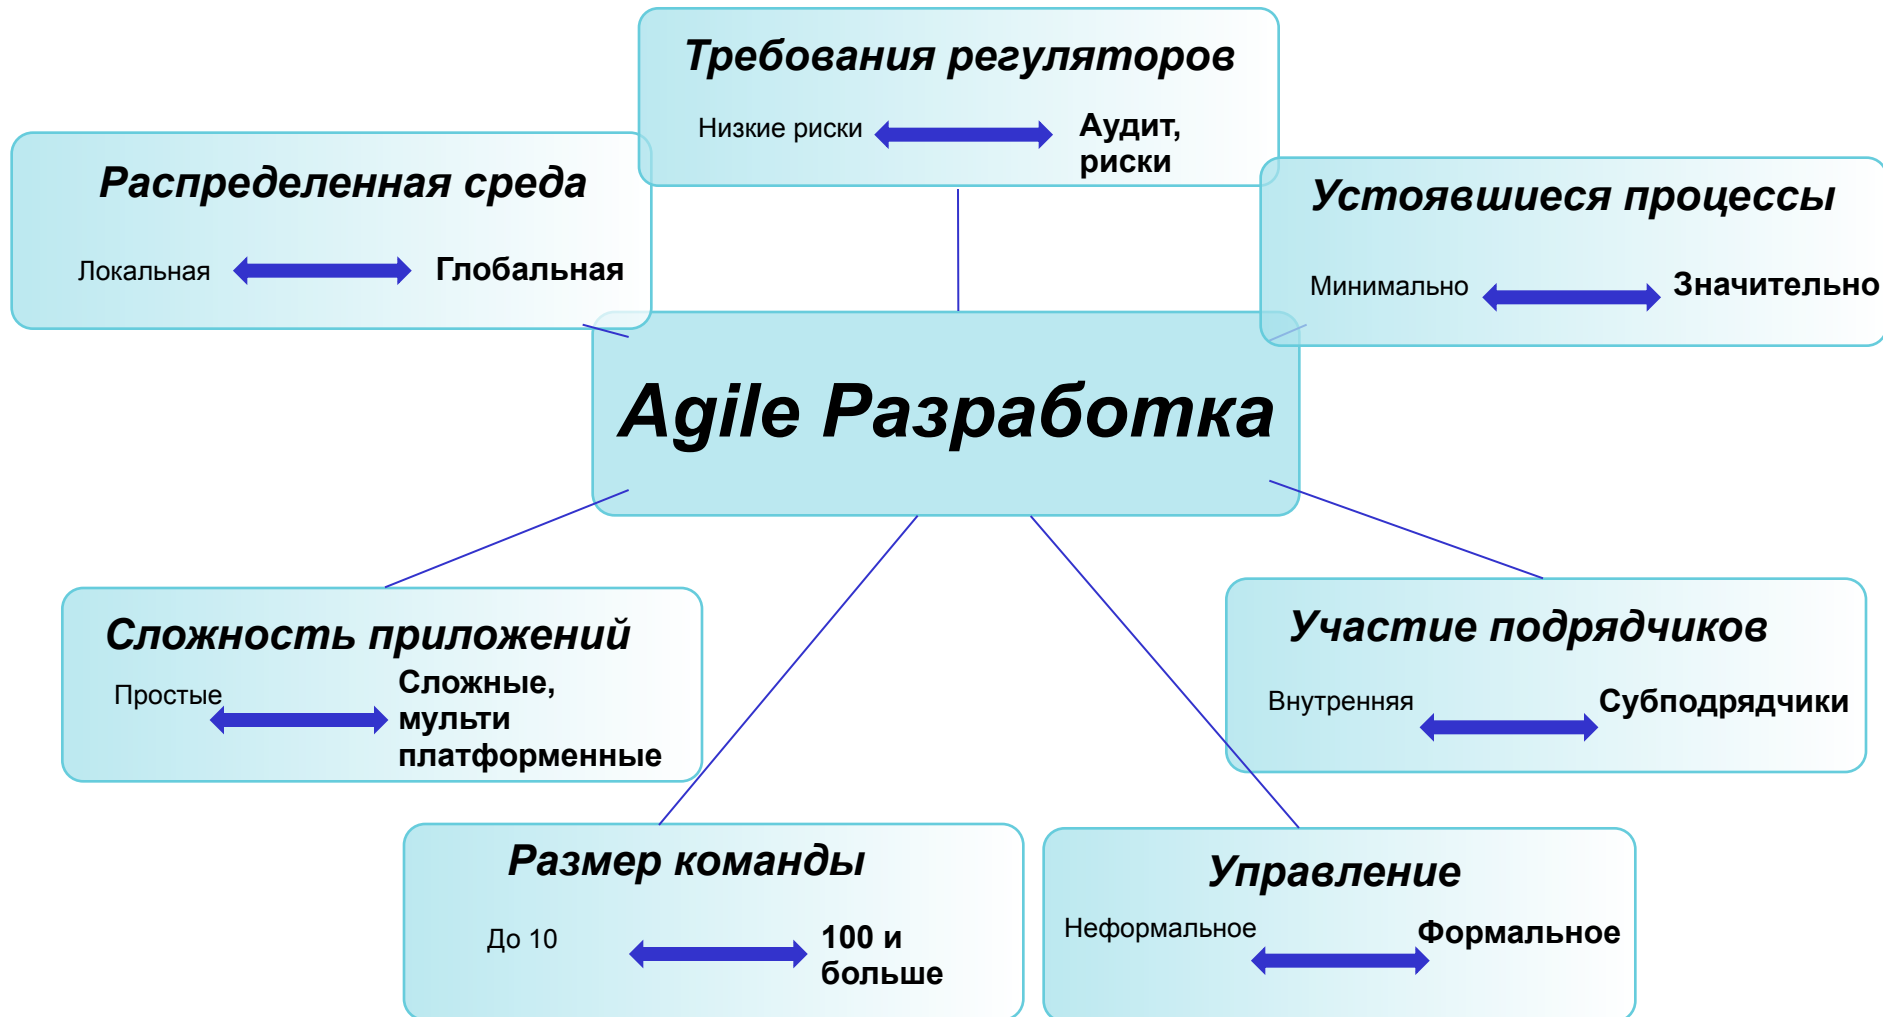 Требования регуляторов
Низкие риски
Аудит,
риски
Распределенная среда
Локальная
Глобальная
Устоявшиеся процессы
Минимально
Значительно
Agile Разработка
Сложность приложений
Простые
Сложные,
мульти
платформенные
Участие подрядчиков
Внутренняя
Субподрядчики
Размер команды
До 10
100 и
больше
Управление
Неформальное
Формальное